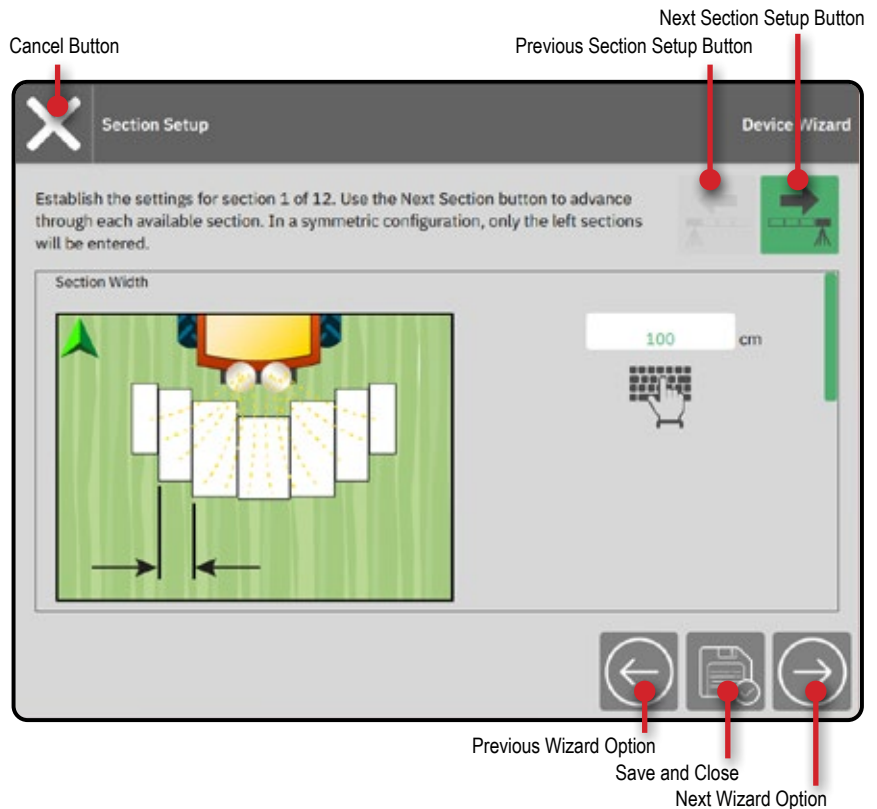 Next Section Setup Button
Cancel Button
Previous Section Setup Button
Section Setup
Device Wizard
Establish the settings for section 1 of 12. Use the Next Section button to advance
through each available section. In a symmetric configuration, only the left sections
will be entered.
Section Width
100
cm
Previous Wizard Option
Save and Close
Next Wizard Option